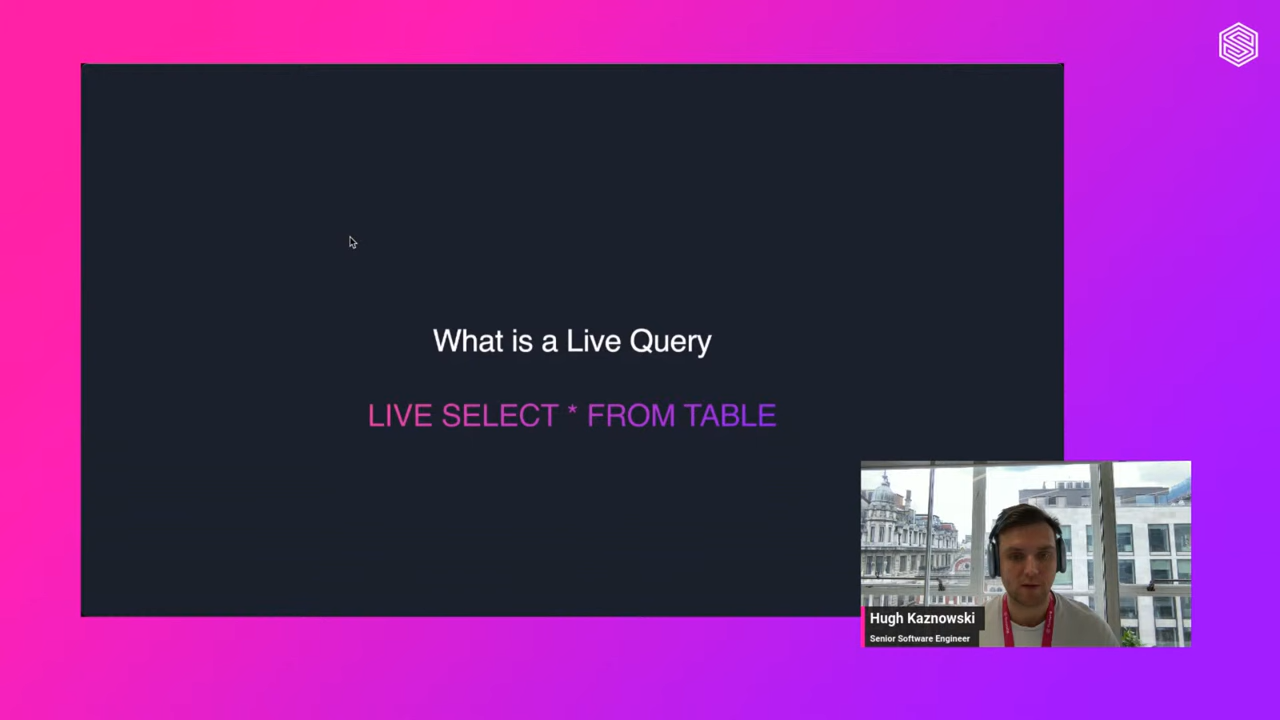 What is a Live Query
LIVE SELECT * FROM TABLE
Hugh Kaznowski
Senior Software Engineer